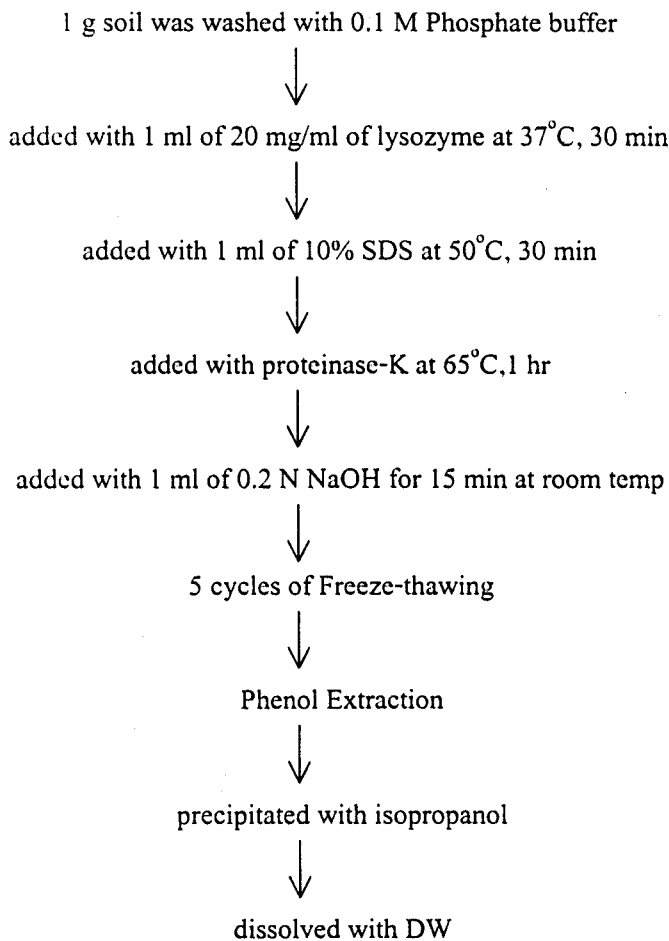 1 g soil was washed with 0.1 M Phosphate buffer
added with 1 ml of 20 mg/ml of lysozyme at 37°C, 30 min
added with 1 ml of 10% SDS at 50°C, 30 min
added with proteinase-K at 65°C,1 hr
added with 1 ml of 0.2 N NaOH for 15 min at room temp
5 cycles of Freeze-thawing
Phenol Extraction
precipitated with isopropanol
dissolved with DW